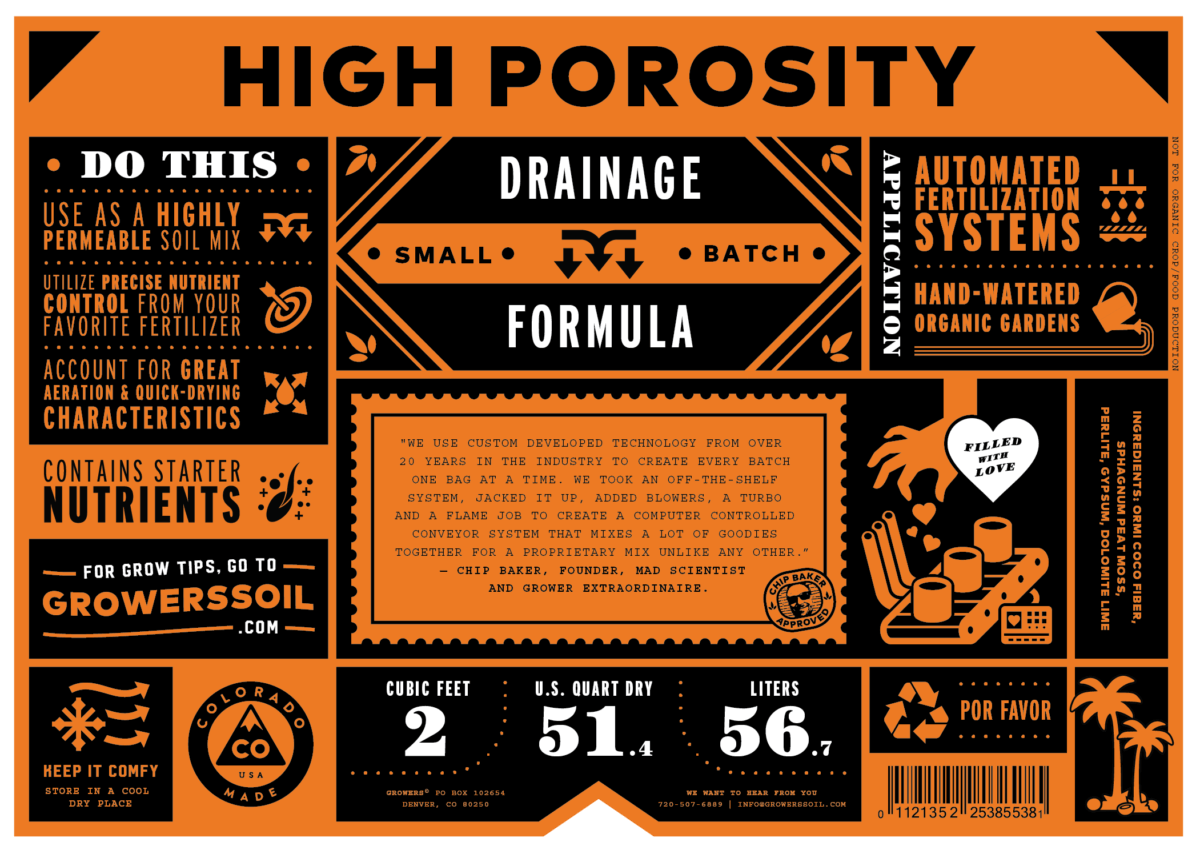 HIGH POROSITY
DO THIS
USE AS A HIGHLY
PERMEABLE SOIL MIX
UTILIZE PRECISE NUTRIENT
CONTROL FROM YOUR
FAVORITE FERTILIZER
ACCOUNT FOR GREAT
AERATION & QUICK-DRYING
CHARACTERISTICS
CONTAINS STARTER
NUTRIENTS
FOR GROW TIPS, GO TO
GROWERSSOIL
.COM
KEEP IT COMFY
STORE IN A COOL
DRY PLACE
COLORADO
CO
USA
MADE
DRAINAGE
SMALL BATCH
FORMULA
"WE USE CUSTOM DEVELOPED TECHNOLOGY FROM OVER
20 YEARS IN THE INDUSTRY TO CREATE EVERY BATCH
ONE BAG AT A TIME. WE TOOK AN OFF-THE-SHELF
SYSTEM, JACKED IT UP, ADDED BLOWERS, A TURBO
AND A FLAME JOB TO CREATE A COMPUTER CONTROLLED
CONVEYOR SYSTEM THAT MIXES A LOT OF GOODIES
TOGETHER FOR A PROPRIETARY MIX UNLIKE ANY OTHER.”
— CHIP BAKER, FOUNDER, MAD SCIENTIST
AND GROWER EXTRAORDINAIRE.
CHIP BAKER
APPROVED
CUBIC FEET
2
U.S. QUART DRY
51.4
LITERS
56.7
GROWERS® PO BOX 102654
DENVER, CO 80250
WE WANT TO HEAR FROM YOU
720-507-6889 | INFO@GROWERSSOIL.COM
APPLICATION
AUTOMATED
FERTILIZATION
SYSTEMS
HAND-WATERED
ORGANIC GARDENS
NOT FOR ORGANIC CROP/FOOD PRODUCTION
FILLED
WITH
LOVE
INGREDIENTS: ORMI COCO FIBER,
SPHAGNUM PEAT MOSS,
PERLITE, GYPSUM, DOLOMITE LIME
POR FAVOR
0 112135 2 25385538 1